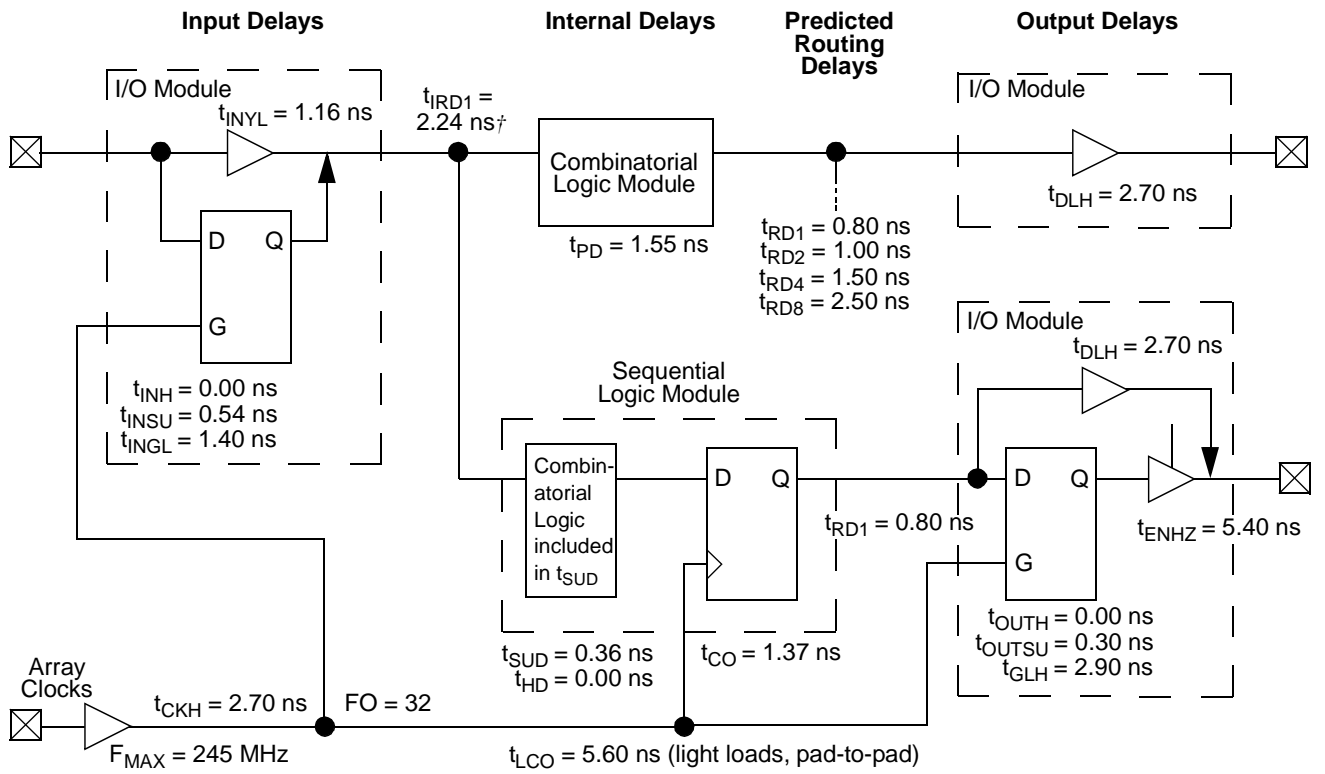 Input Delays
Internal Delays
Predicted
Routing
Delays
Output Delays
I/O Module
tINYL = 1.16 ns
tIRD1 =
2.24 ns†
Combinatorial
Logic Module
tPD = 1.55 ns
tRD1 = 0.80 ns
tRD2 = 1.00 ns
tRD4 = 1.50 ns
tRD8 = 2.50 ns
I/O Module
tDLH = 2.70 ns
D Q
G
tINH = 0.00 ns
tINSU = 0.54 ns
tINGL = 1.40 ns
Sequential
Logic Module
Combin-
atorial
Logic
included
in tSUD
D Q
tSUD = 0.36 ns
tHD = 0.00 ns
tCO = 1.37 ns
tRD1 = 0.80 ns
I/O Module
tDLH = 2.70 ns
D Q
G
tENHZ = 5.40 ns
tOUTH = 0.00 ns
tOUTSU = 0.30 ns
tGLH = 2.90 ns
Array
Clocks
tCKH = 2.70 ns
FO = 32
FMAX = 245 MHz
tLCO = 5.60 ns (light loads, pad-to-pad)